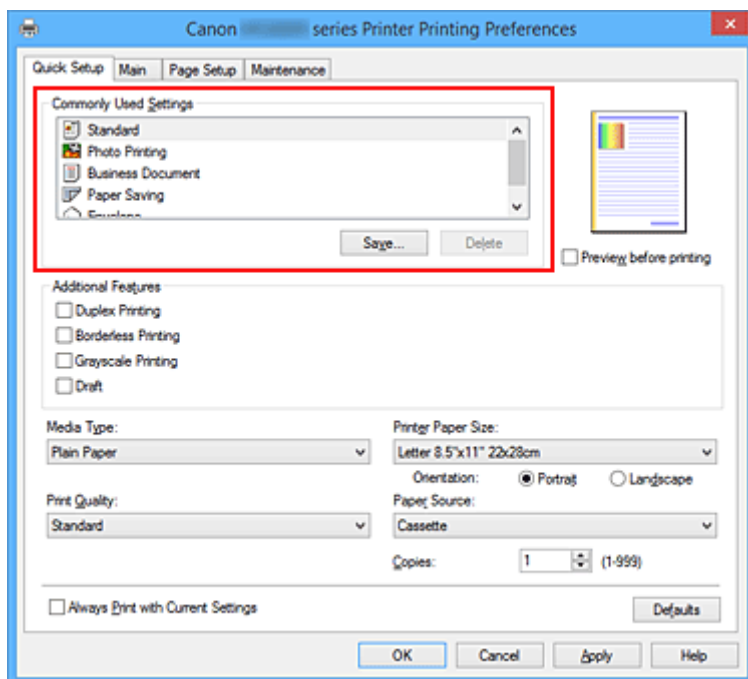 Canon series Printer Printing Preferences
Quick Setup Main Page Setup Maintenance
Commonly Used Settings
Standard
Photo Printing
Business Document
Paper Saving
Envelope
Save... Delete
Preview before printing
Additional Features
Duplex Printing
Borderless Printing
Grayscale Printing
Draft
Media Type:
Plain Paper
Printer Paper Size:
Letter 8.5"x11" 22x28cm
Orientation: Portrait Landscape
Print Quality:
Standard
Paper Source:
Cassette
Copies: 1 (1-999)
Always Print with Current Settings
Defaults
OK Cancel Apply Help